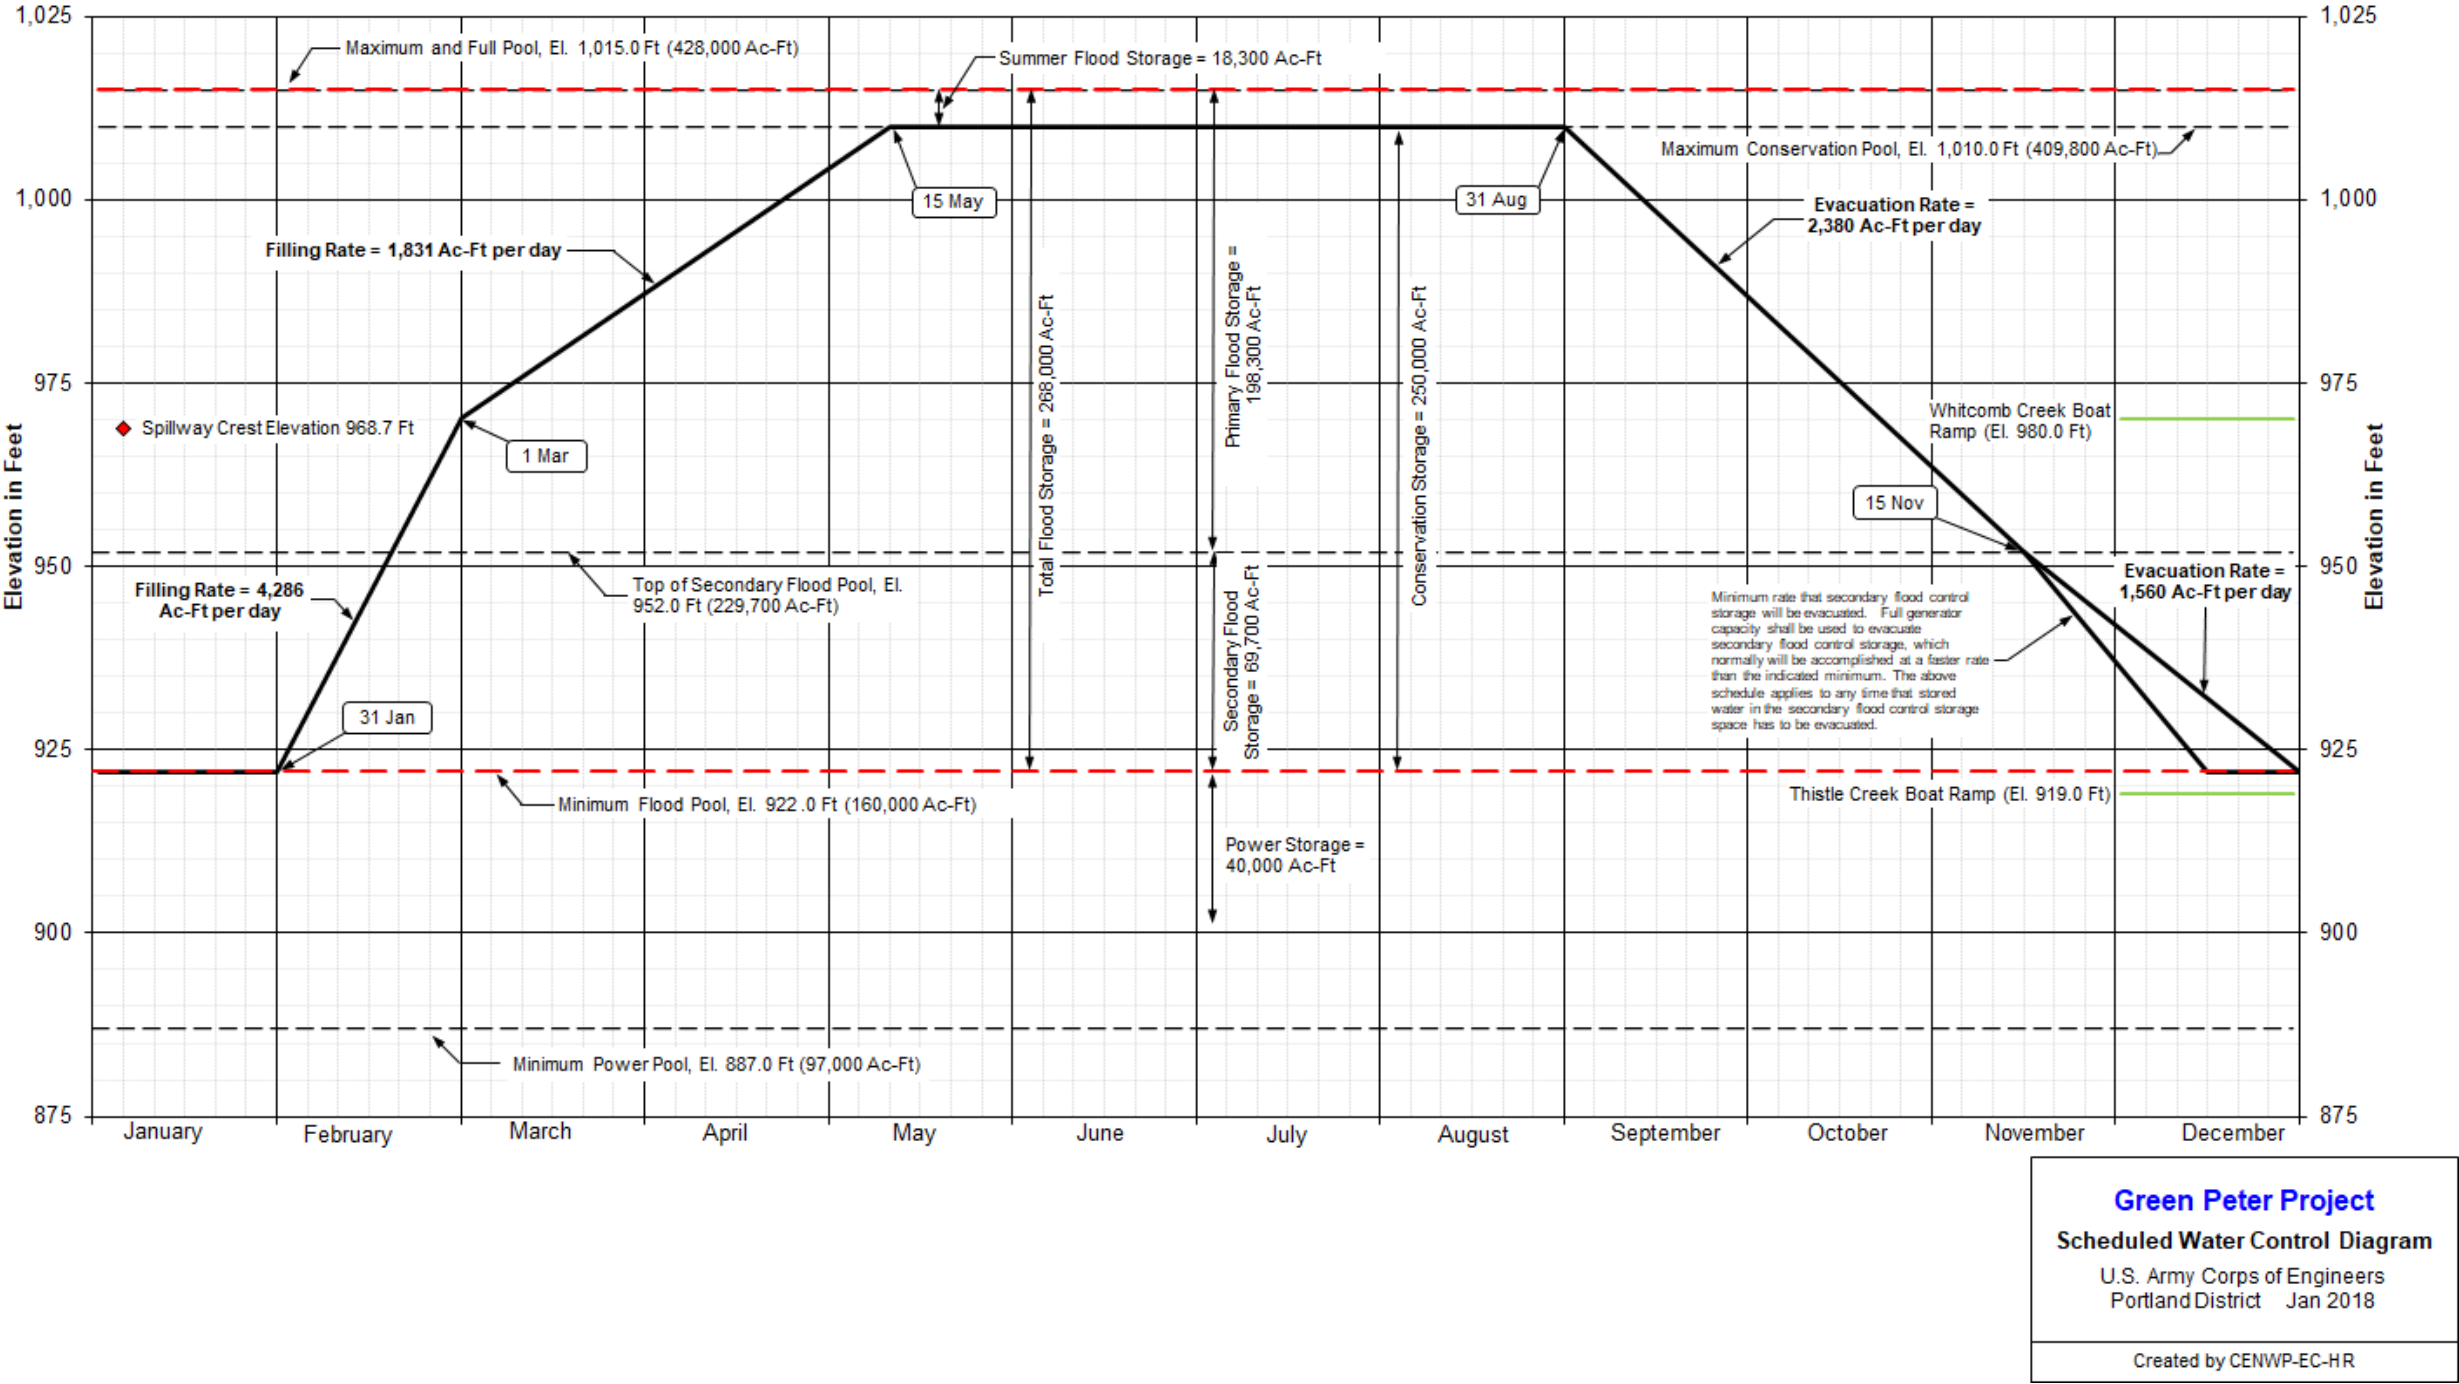 1,025
1,025
Maximum and Full Pool, El. 1,015.0 Ft (428,000 Ac-Ft)
Summer Flood Storage = 18,300 Ac-Ft
Maximum Conservation Pool, El. 1,010.0 Ft (409,800 Ac-Ft)
1,000
15 May
31 Aug
1,000
Evacuation Rate =
2,380 Ac-Ft per day
Filling Rate = 1,831 Ac-Ft per day
Total Flood Storage = 268,000 Ac-Ft
Primary Flood Storage =
198,300 Ac-Ft
Conservation Storage = 250,000 Ac-Ft
975
975
Spillway Crest Elevation 968.7 Ft
Whitcomb Creek Boat
Ramp (El. 980.0 Ft)
1 Mar
15 Nov
Elevation in Feet
Elevation in Feet
950
950
Filling Rate = 4,286
Ac-Ft per day
Top of Secondary Flood Pool, El.
952.0 Ft (229,700 Ac-Ft)
Secondary Flood
Storage = 69,700 Ac-Ft
Evacuation Rate =
1,560 Ac-Ft per day
Minimum rate that secondary flood control
storage will be evacuated. Full generator
capacity shall be used to evacuate
secondary flood control storage, which
normally will be accomplished at a faster rate
than the indicated minimum. The above
schedule applies to any time that stored
water in the secondary flood control storage
space has to be evacuated.
31 Jan
925
925
Minimum Flood Pool, El. 922.0 Ft (160,000 Ac-Ft)
Thistle Creek Boat Ramp (El. 919.0 Ft)
Power Storage =
40,000 Ac-Ft
900
900
Minimum Power Pool, El. 887.0 Ft (97,000 Ac-Ft)
875
875
January
February
March
April
May
June
July
August
September
October
November
December
Green Peter Project
Scheduled Water Control Diagram
U.S. Army Corps of Engineers
Portland District Jan 2018
Created by CENWP-EC-HR